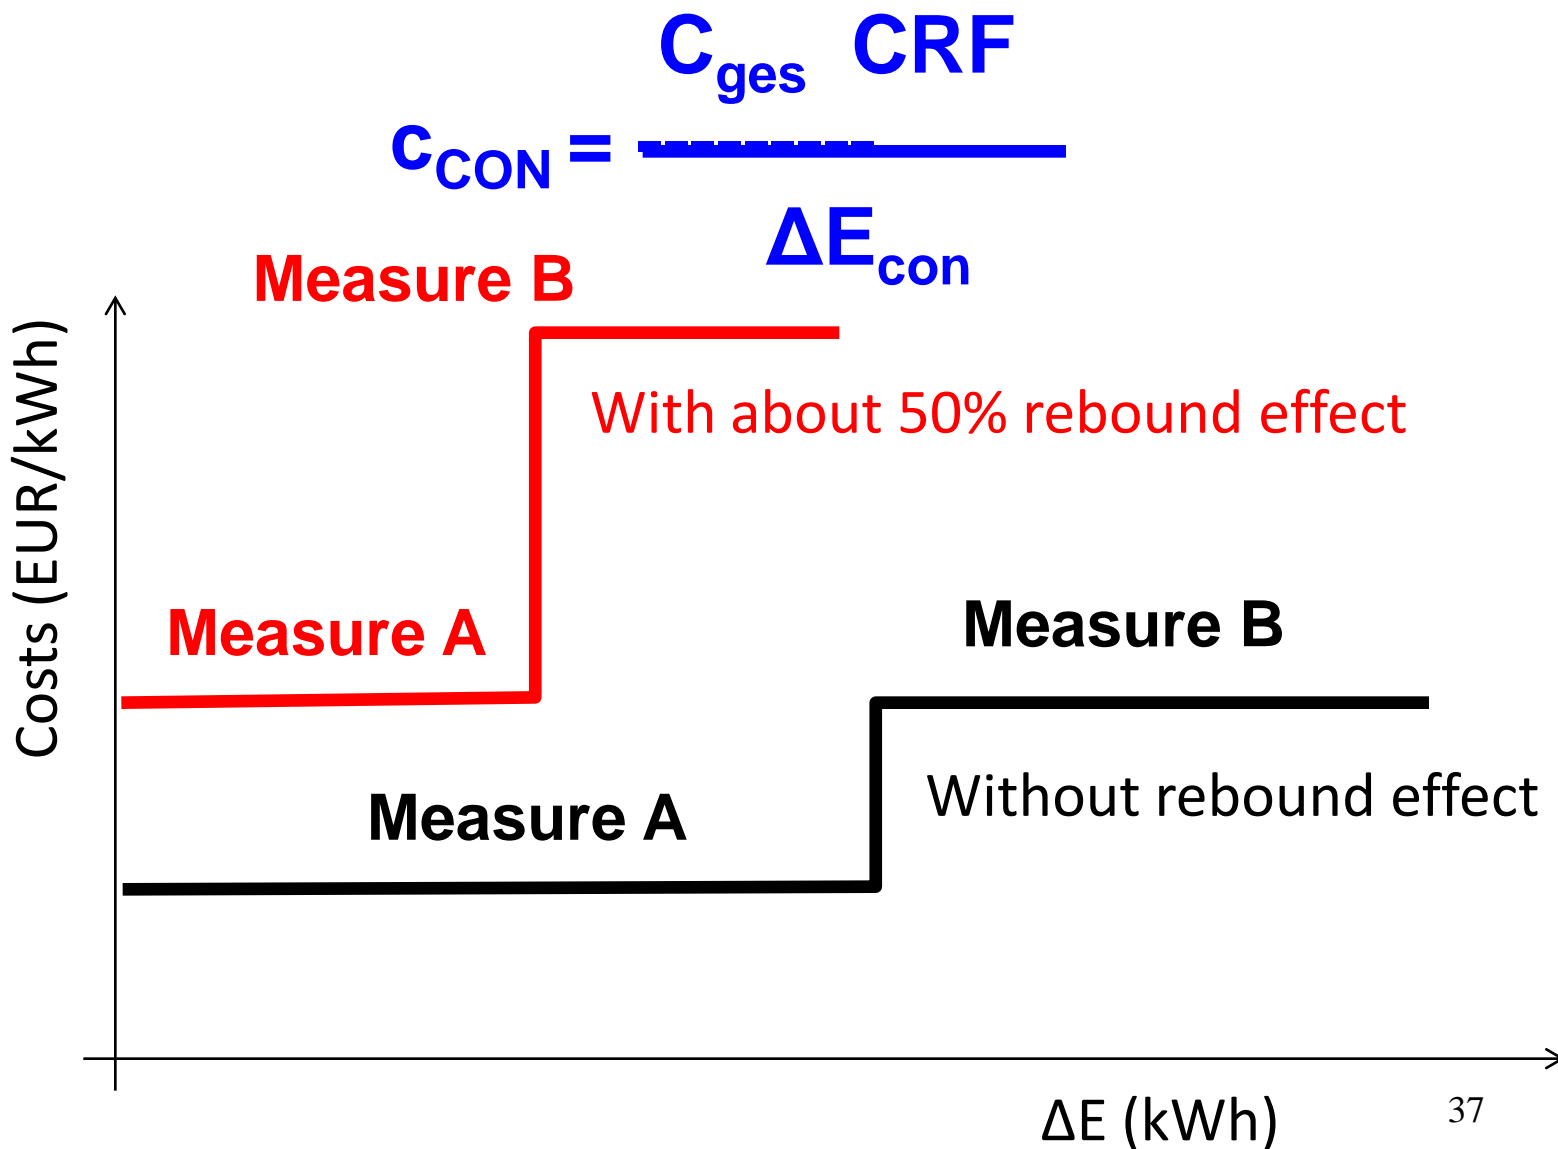 C_ges CRF
c_CON = 
ΔE_con
Measure B
Costs (EUR/kWh)
With about 50% rebound effect
Measure A
Measure B
Measure A
Without rebound effect
ΔE (kWh)
37